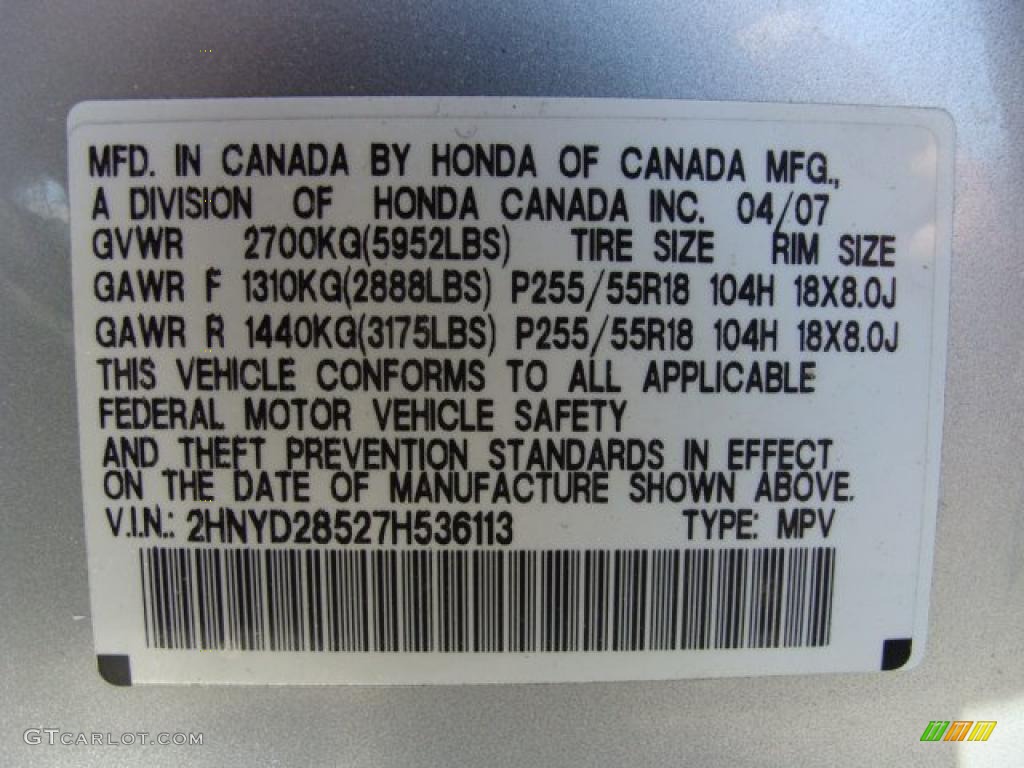 MFD. IN CANADA BY HONDA OF CANADA MFG.,
A DIVISION OF HONDA CANADA INC. 04/07
GVWR 2700KG(5952LBS) TIRE SIZE RIM SIZE
GAWR F 1310KG(2888LBS) P255/55R18 104H 18X8.0J
GAWR R 1440KG(3175LBS) P255/55R18 104H 18X8.0J
THIS VEHICLE CONFORMS TO ALL APPLICABLE
FEDERAL MOTOR VEHICLE SAFETY
AND THEFT PREVENTION STANDARDS IN EFFECT
ON THE DATE OF MANUFACTURE SHOWN ABOVE.
V.I.N.: 2HNYD28527H536113 TYPE: MPV
GTCARLOT.COM